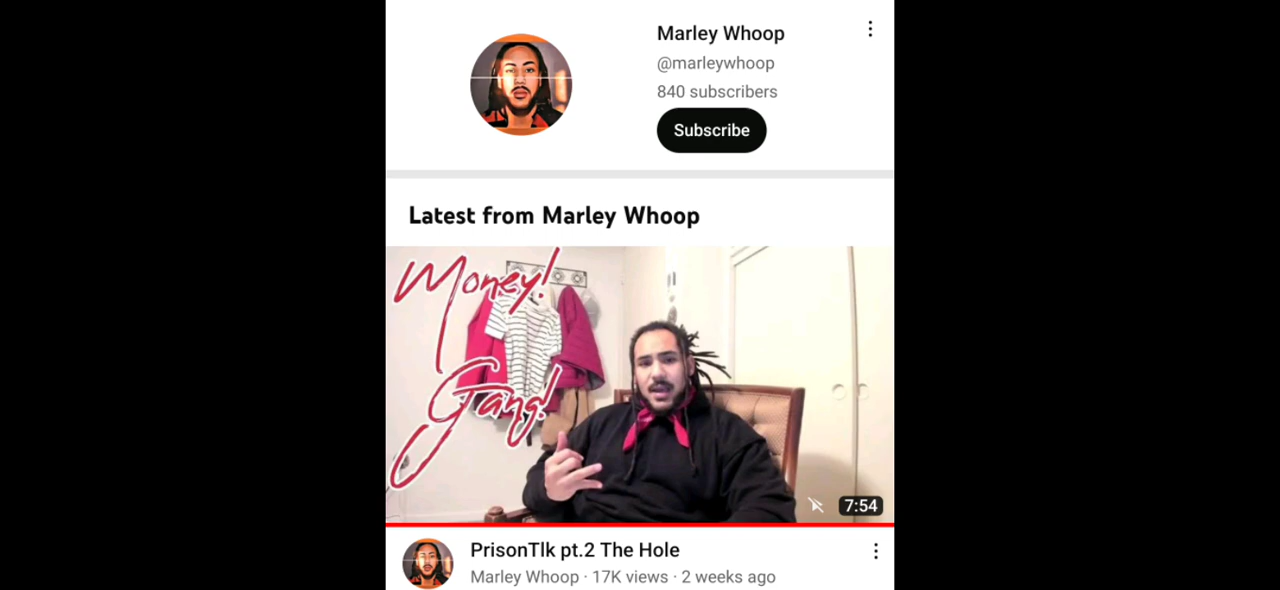 Marley Whoop
@marleywhoop
840 subscribers
Subscribe
Latest from Marley Whoop
Money!
Gang!
7:54
PrisonTlk pt.2 The Hole
Marley Whoop · 17K views · 2 weeks ago